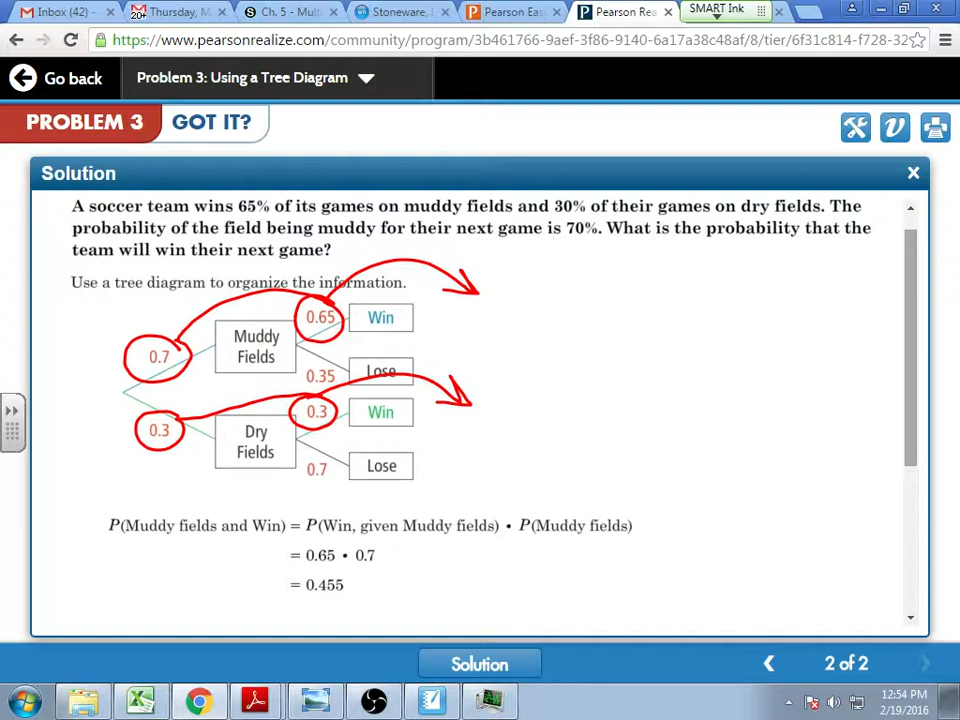 Inbox (42) -
Thursday, M
Ch. 5 - Mult
Stoneware, I
Pearson Eas
Pearson Rea
SMART Ink
20+
https://www.pearsonrealize.com/community/program/3b461766-9aef-3f86-9140-6a17a38c48af/8/tier/6f31c814-f728-32
Go back
Problem 3: Using a Tree Diagram
PROBLEM 3 GOT IT?
Solution
A soccer team wins 65% of its games on muddy fields and 30% of their games on dry fields. The
probability of the field being muddy for their next game is 70%. What is the probability that the
team will win their next game?
Use a tree diagram to organize the information.
0.65 Win
0.7 Muddy
Fields
0.35 Lose
0.3 Win
0.3 Dry
Fields
0.7 Lose
P(Muddy fields and Win) = P(Win, given Muddy fields) • P(Muddy fields)
= 0.65 • 0.7
= 0.455
Solution
2 of 2
12:54 PM
2/19/2016